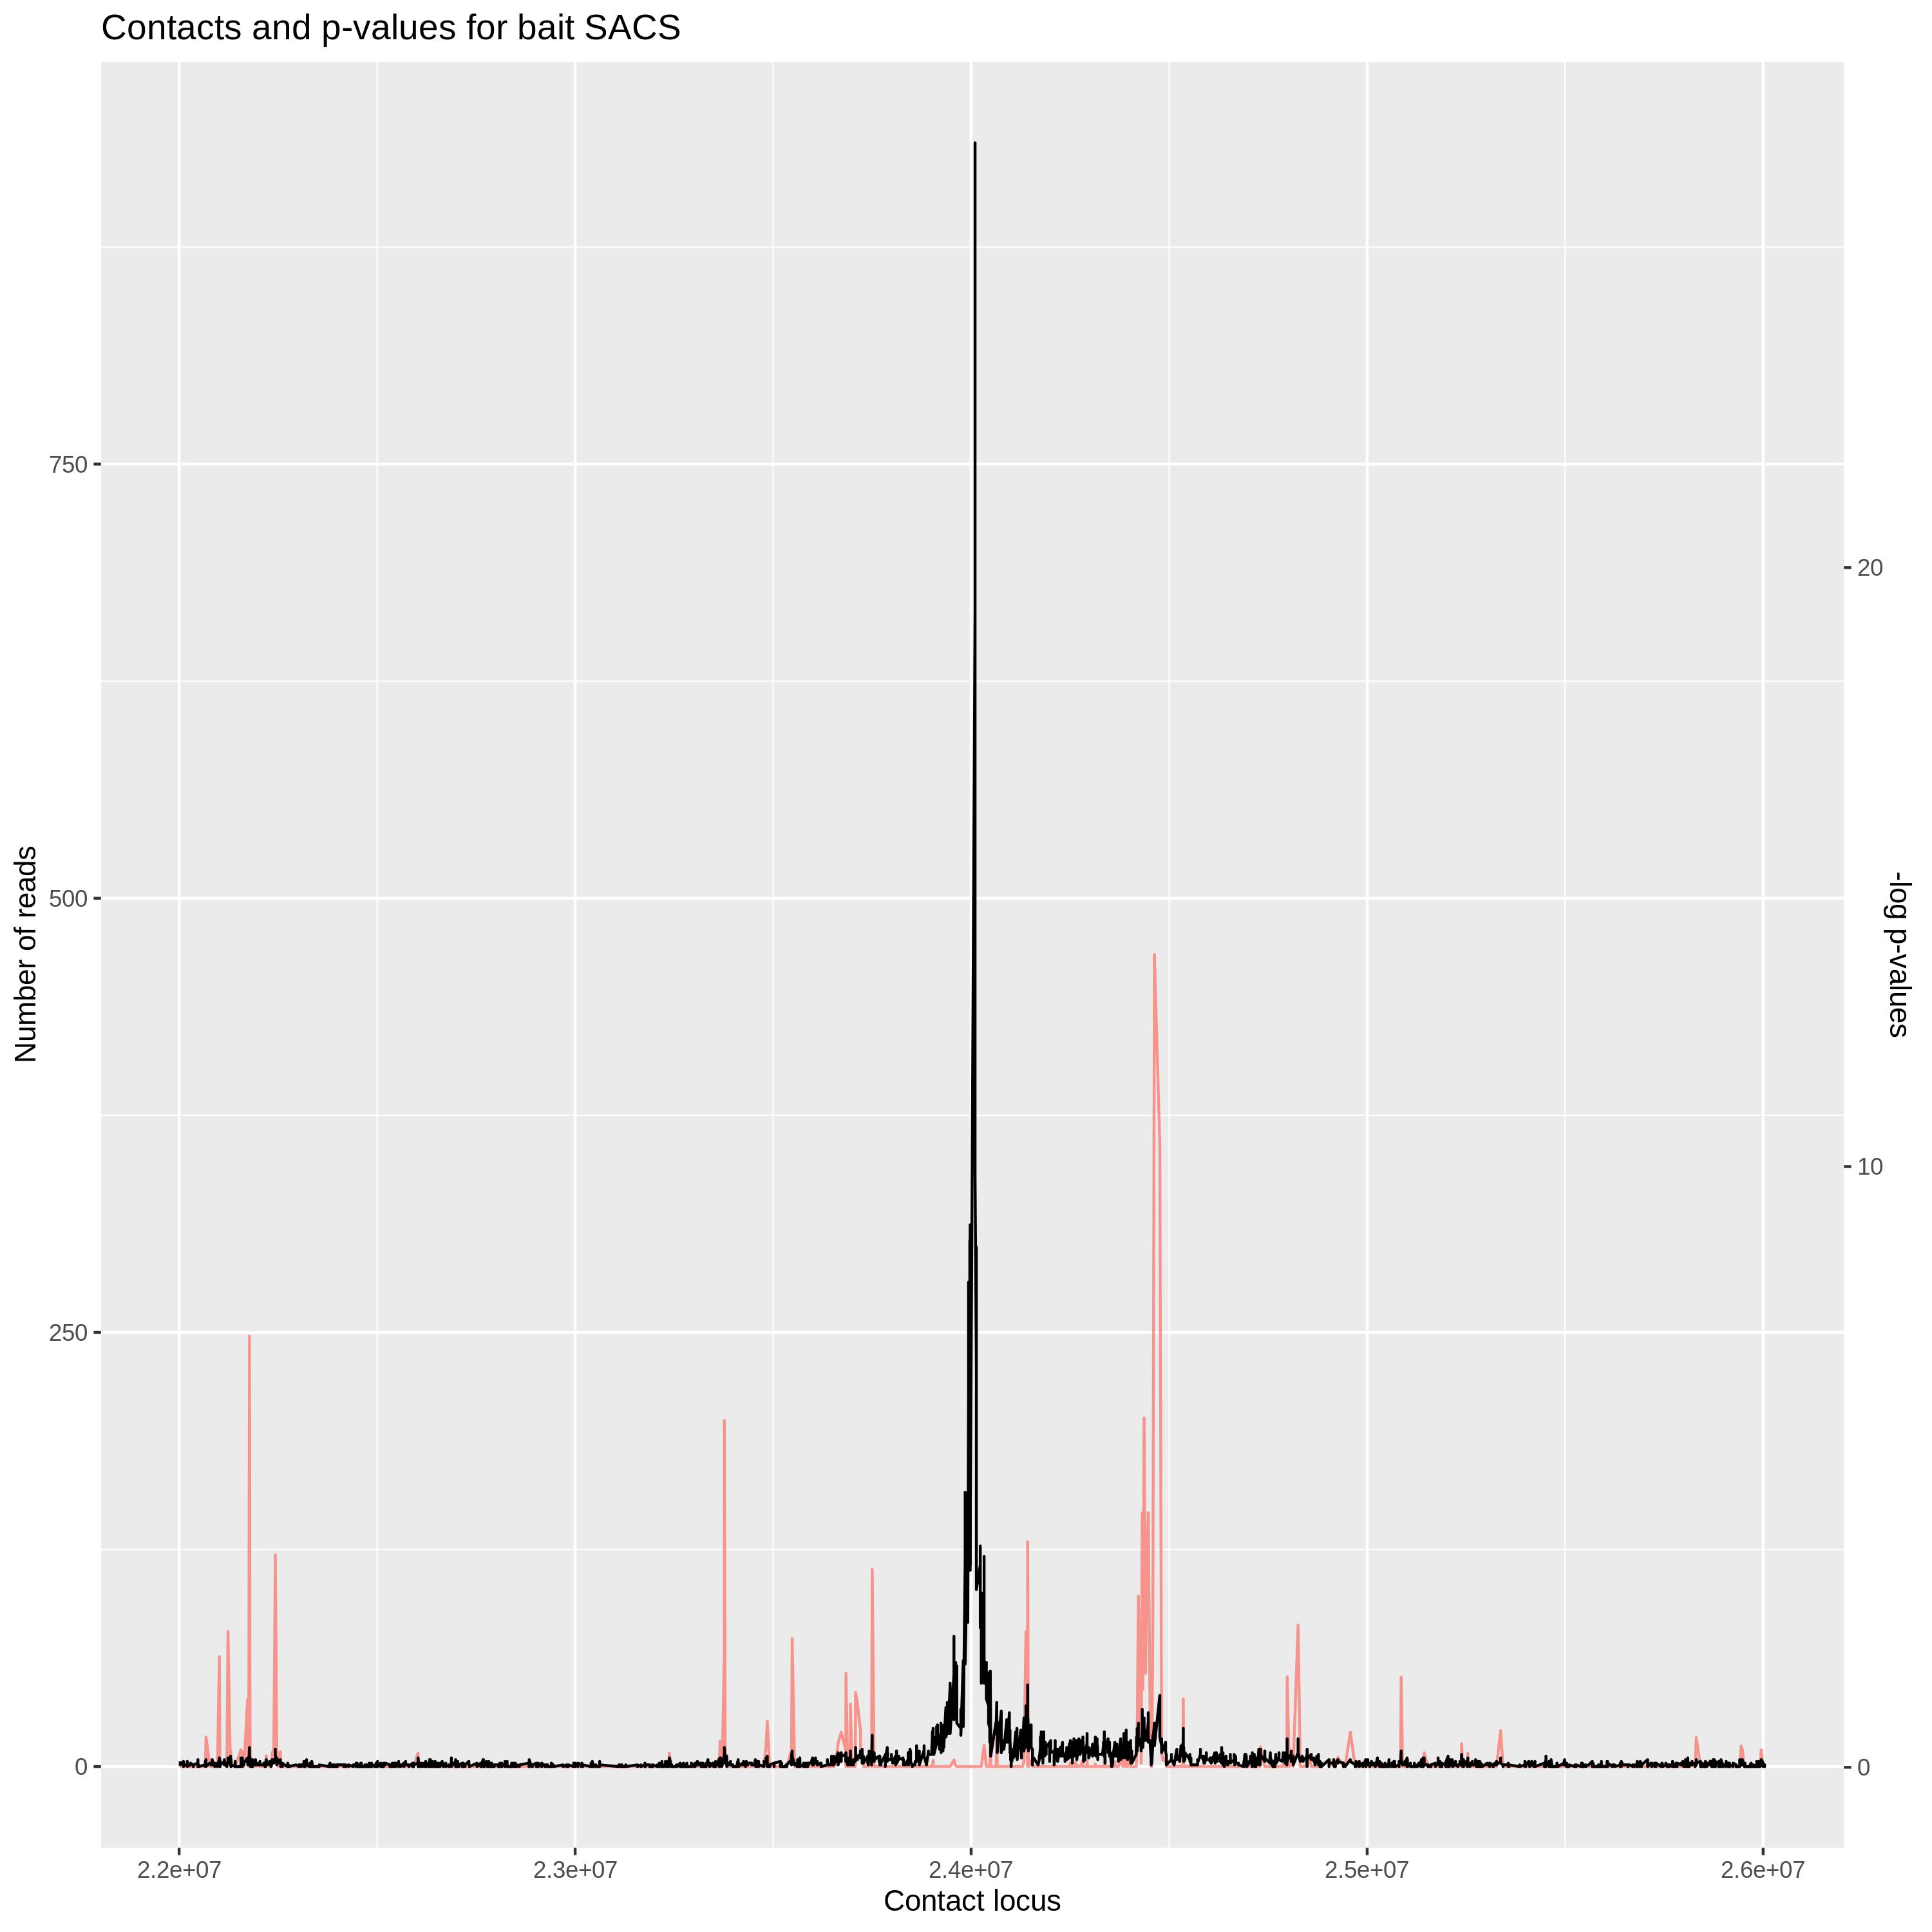 Contacts and p-values for bait SACS
Number of reads
750
500
250
0
20
10
0
-log p-values
2.2e+07
2.3e+07
2.4e+07
2.5e+07
2.6e+07
Contact locus